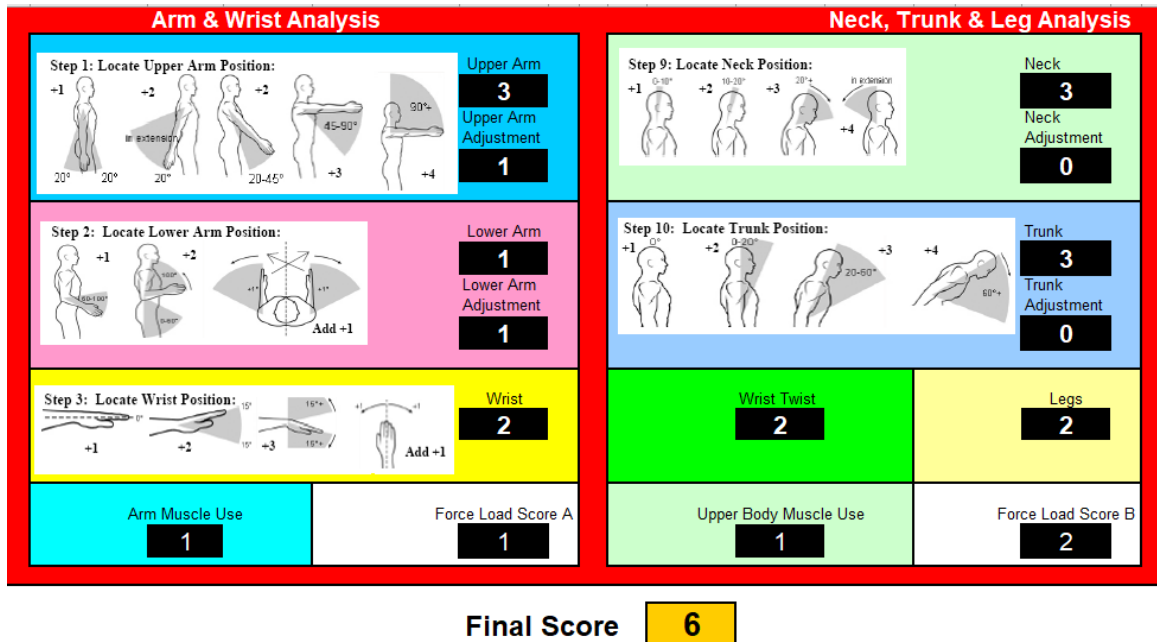 Arm & Wrist Analysis
Step 1: Locate Upper Arm Position:
+1
+2
+2
in extension
45-90°
90°+
20°
20°
20°
20-45°
+3
+4
Upper Arm
3
Upper Arm
Adjustment
1
Step 2: Locate Lower Arm Position:
+1
+2
100°
60-100°
0-60°
+1°
+1°
Add +1
Lower Arm
1
Lower Arm
Adjustment
1
Step 3: Locate Wrist Position:
0°
15°
15°
15°+
15°+
+1
+1
+1
+2
+3
Add +1
Wrist
2
Arm Muscle Use
1
Force Load Score A
1
Neck, Trunk & Leg Analysis
Step 9: Locate Neck Position:
+1
0-10°
+2
10-20°
+3
20°+
in extension
+4
Neck
3
Neck
Adjustment
0
Step 10: Locate Trunk Position:
+1
0°
+2
0-20°
20-60°
+3
+4
60°+
Trunk
3
Trunk
Adjustment
0
Wrist Twist
2
Legs
2
Upper Body Muscle Use
1
Force Load Score B
2
Final Score
6